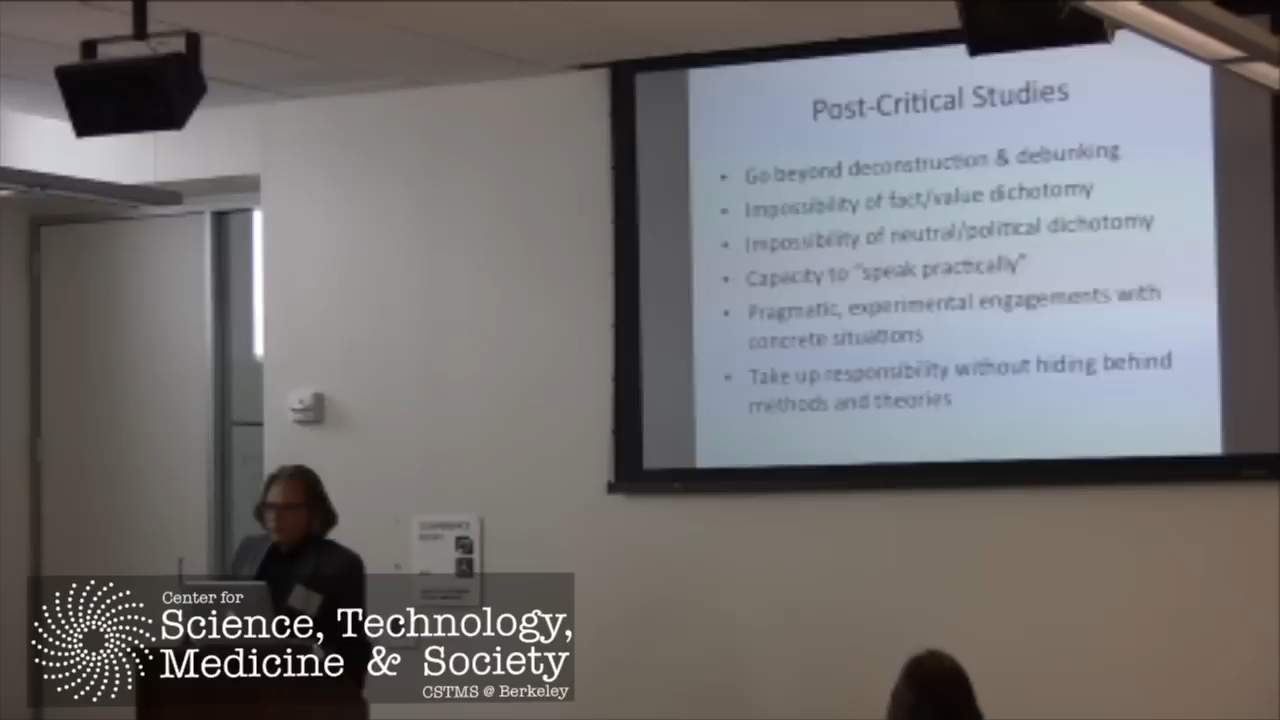 Post-Critical Studies
• Go beyond deconstruction & debunking
• Impossibility of fact/value dichotomy
• Impossibility of neutral/political dichotomy
• Capacity to "speak practically"
• Pragmatic, experimental engagements with
concrete situations
• Take up responsibility without hiding behind
methods and theories
CONFERENCE
Center for
Science, Technology,
Medicine & Society
CSTMS @ Berkeley